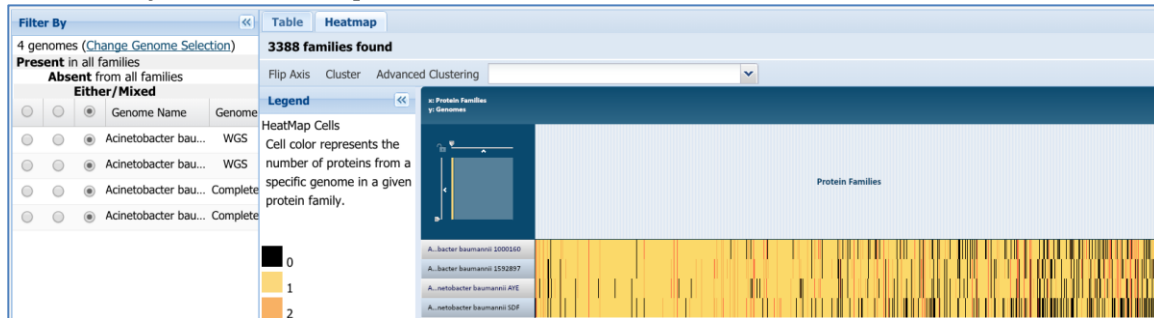 Filter By
4 genomes (Change Genome Selection)
Present in all families
Absent from all families
Either/Mixed
Genome Name Genome
Acinetobacter bau... WGS
Acinetobacter bau... WGS
Acinetobacter bau... Complete
Acinetobacter bau... Complete
Table Heatmap
3388 families found
Flip Axis Cluster Advanced Clustering
Legend
HeatMap Cells
Cell color represents the
number of proteins from a
specific genome in a given
protein family.
0
1
2
x: Protein Families
y: Genomes
Protein Families
A...bacter baumannii 1000160
A...bacter baumannii 1592897
A...netobacter baumannii AYE
A...netobacter baumannii SDF